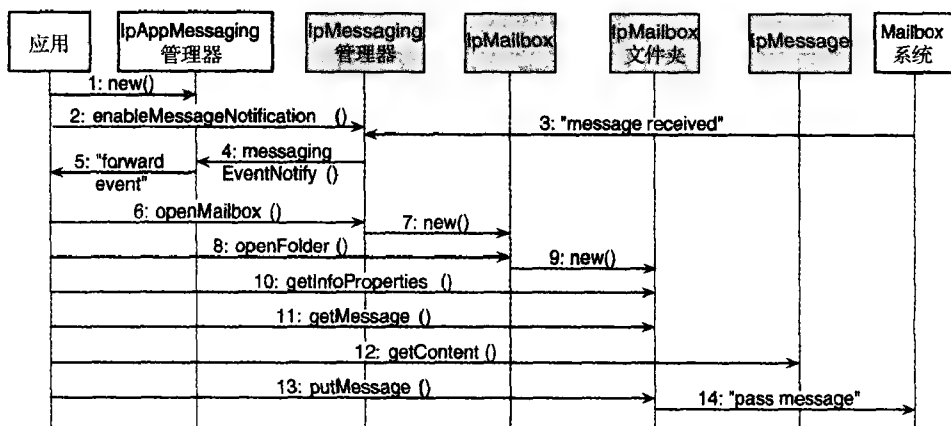 应用
IpAppMessaging
管理器
IpMessaging
管理器
IpMailbox
IpMailbox
文件夹
IpMessage
Mailbox
系统
1: new()
2: enableMessageNotification ()
3: "message received"
4: messaging
EventNotify ()
5: "forward
event"
6: openMailbox ()
7: new()
8: openFolder ()
9: new()
10: getInfoProperties ()
11: getMessage ()
12: getContent ()
13: putMessage ()
14: "pass message"